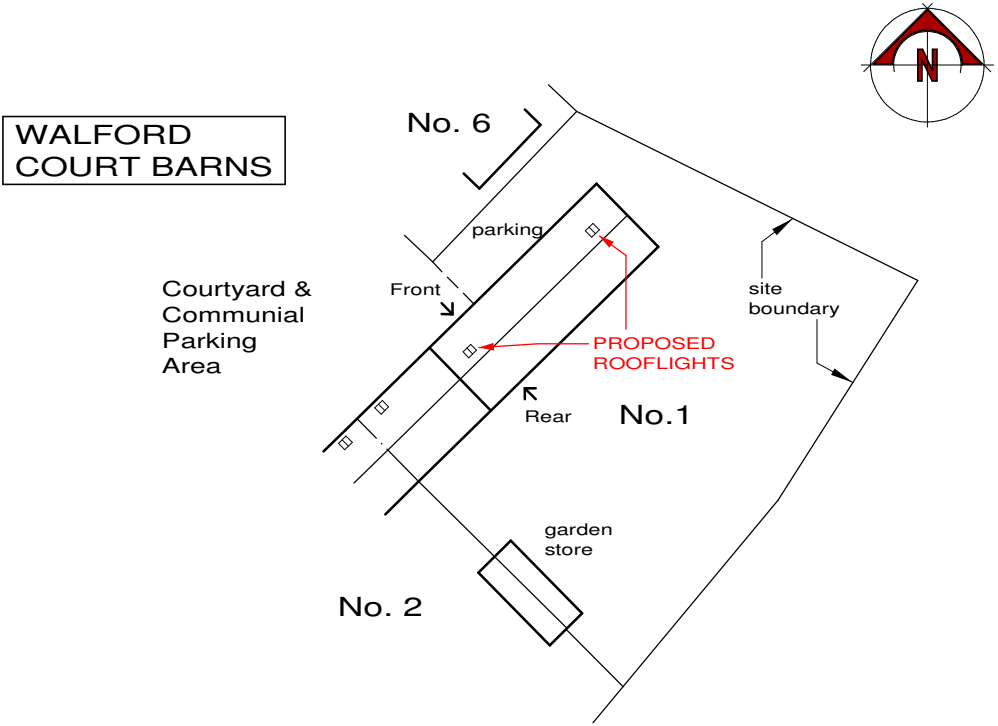 N
No. 6
WALFORD
COURT BARNS
parking
Front
Courtyard &
Communial
Parking
Area
site
boundary
PROPOSED
ROOFLIGHTS
Rear
No.1
garden
store
No. 2